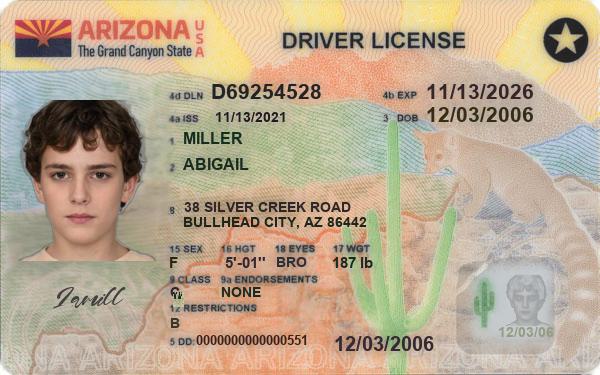 ARIZONA USA
The Grand Canyon State
DRIVER LICENSE
4d DLN D69254528
4b EXP 11/13/2026
4a ISS 11/13/2021
3 DOB 12/03/2006
1 MILLER
2 ABIGAIL
8 38 SILVER CREEK ROAD
BULLHEAD CITY, AZ 86442
15 SEX 16 HGT 18 EYES 17 WGT
F 5'-01" BRO 187 lb
9 CLASS 9a ENDORSEMENTS
NONE
12 RESTRICTIONS
B
5 DD: 0000000000000551
12/03/2006
12/03/06
ARIZONA ARIZONA ARIZONA